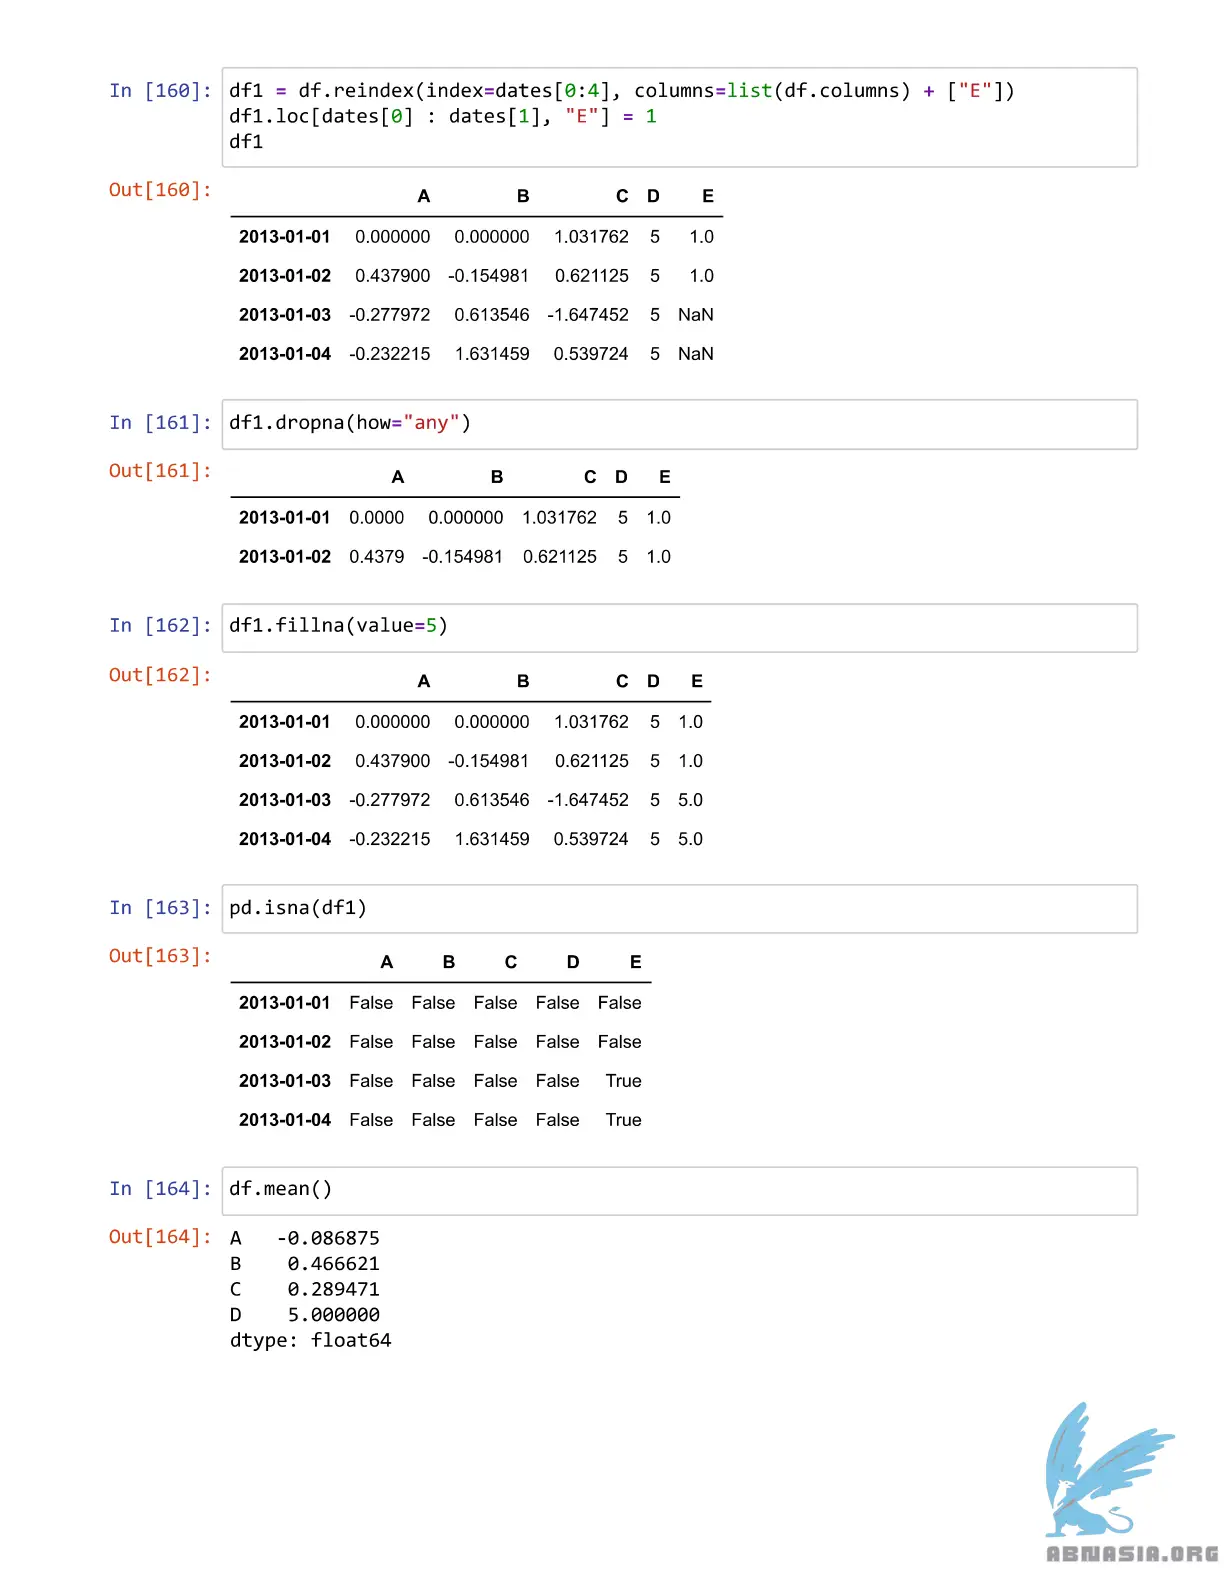 In [160]: df1 = df.reindex(index=dates[0:4], columns=list(df.columns) + ["E"])
df1.loc[dates[0] : dates[1], "E"] = 1
df1
Out[160]:
A B C D E
2013-01-01 0.000000 0.000000 1.031762 5 1.0
2013-01-02 0.437900 -0.154981 0.621125 5 1.0
2013-01-03 -0.277972 0.613546 -1.647452 5 NaN
2013-01-04 -0.232215 1.631459 0.539724 5 NaN
In [161]: df1.dropna(how="any")
Out[161]:
A B C D E
2013-01-01 0.0000 0.000000 1.031762 5 1.0
2013-01-02 0.4379 -0.154981 0.621125 5 1.0
In [162]: df1.fillna(value=5)
Out[162]:
A B C D E
2013-01-01 0.000000 0.000000 1.031762 5 1.0
2013-01-02 0.437900 -0.154981 0.621125 5 1.0
2013-01-03 -0.277972 0.613546 -1.647452 5 5.0
2013-01-04 -0.232215 1.631459 0.539724 5 5.0
In [163]: pd.isna(df1)
Out[163]:
A B C D E
2013-01-01 False False False False False
2013-01-02 False False False False False
2013-01-03 False False False False True
2013-01-04 False False False False True
In [164]: df.mean()
Out[164]: A -0.086875
B 0.466621
C 0.289471
D 5.000000
dtype: float64
ABNASIA.ORG